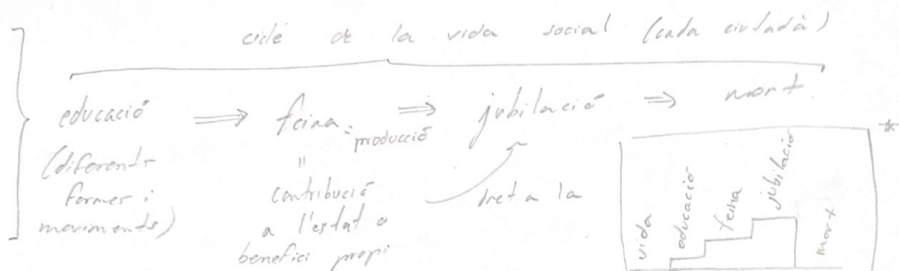 cicle de la vida social (cada ciutadà)
educació ⇒ feina = producció ⇒ jubilació ⇒ mort
(diferents formes i moviments)
"
contribució
a l'estat o
benefici propi
dret a la
*
vida
educació
feina
jubilació
mort